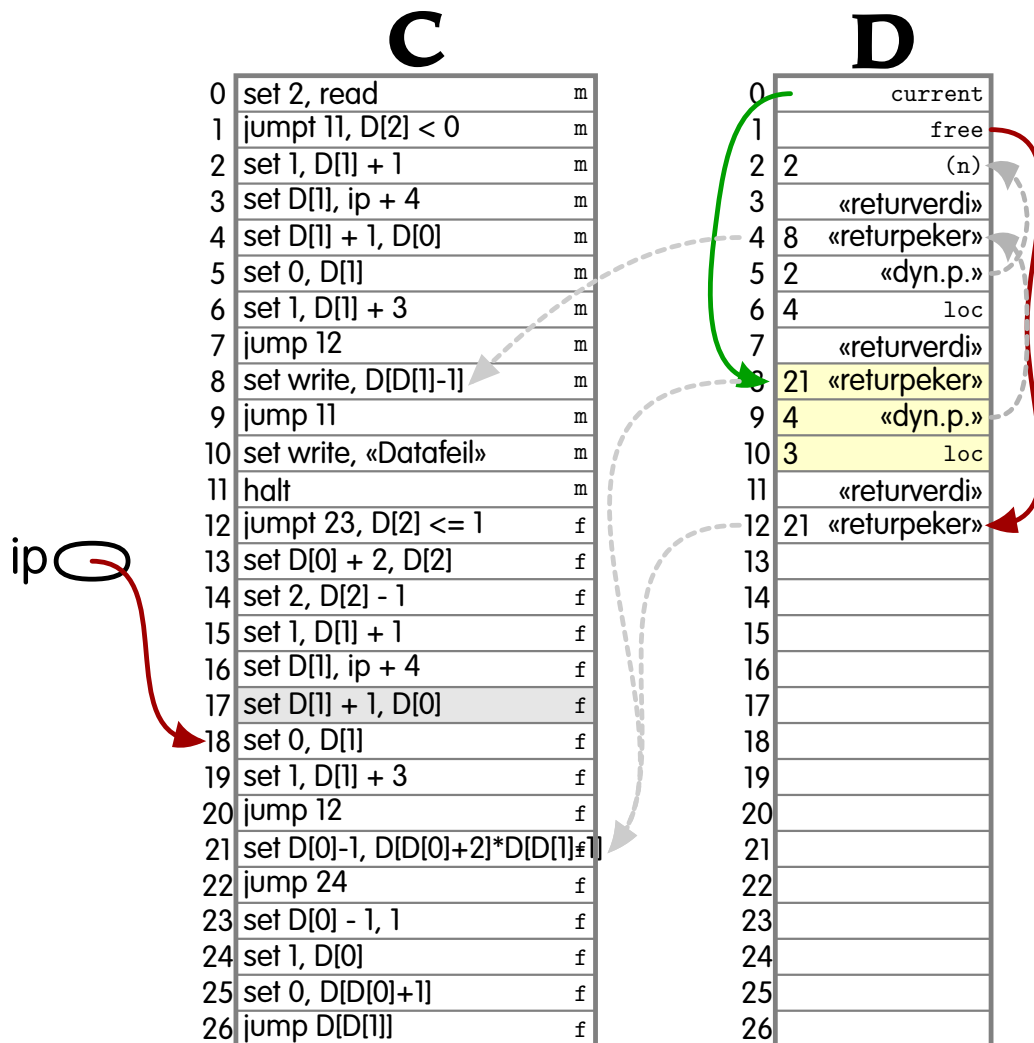 C D
0 set 2, read m 0 current
1 jumpt 11, D[2] < 0 m 1 free
2 set 1, D[1] + 1 m 2 2 (n)
3 set D[1], ip + 4 m 3 «returverdi»
4 set D[1] + 1, D[0] m 4 8 «returpeker»
5 set 0, D[1] m 5 2 «dyn.p.»
6 set 1, D[1] + 3 m 6 4 loc
7 jump 12 m 7 «returverdi»
8 set write, D[D[1]-1] m 8 21 «returpeker»
9 jump 11 m 9 4 «dyn.p.»
10 set write, «Datafeil» m 10 3 loc
11 halt m 11 «returverdi»
12 jumpt 23, D[2] <= 1 f 12 21 «returpeker»
ip 13 set D[0] + 2, D[2] f 13
14 set 2, D[2] - 1 f 14
15 set 1, D[1] + 1 f 15
16 set D[1], ip + 4 f 16
17 set D[1] + 1, D[0] f 17
18 set 0, D[1] f 18
19 set 1, D[1] + 3 f 19
20 jump 12 f 20
21 set D[0]-1, D[D[0]+2]*D[D[1]-1] f 21
22 jump 24 f 22
23 set D[0] - 1, 1 f 23
24 set 1, D[0] f 24
25 set 0, D[D[0]+1] f 25
26 jump D[D[1]] f 26